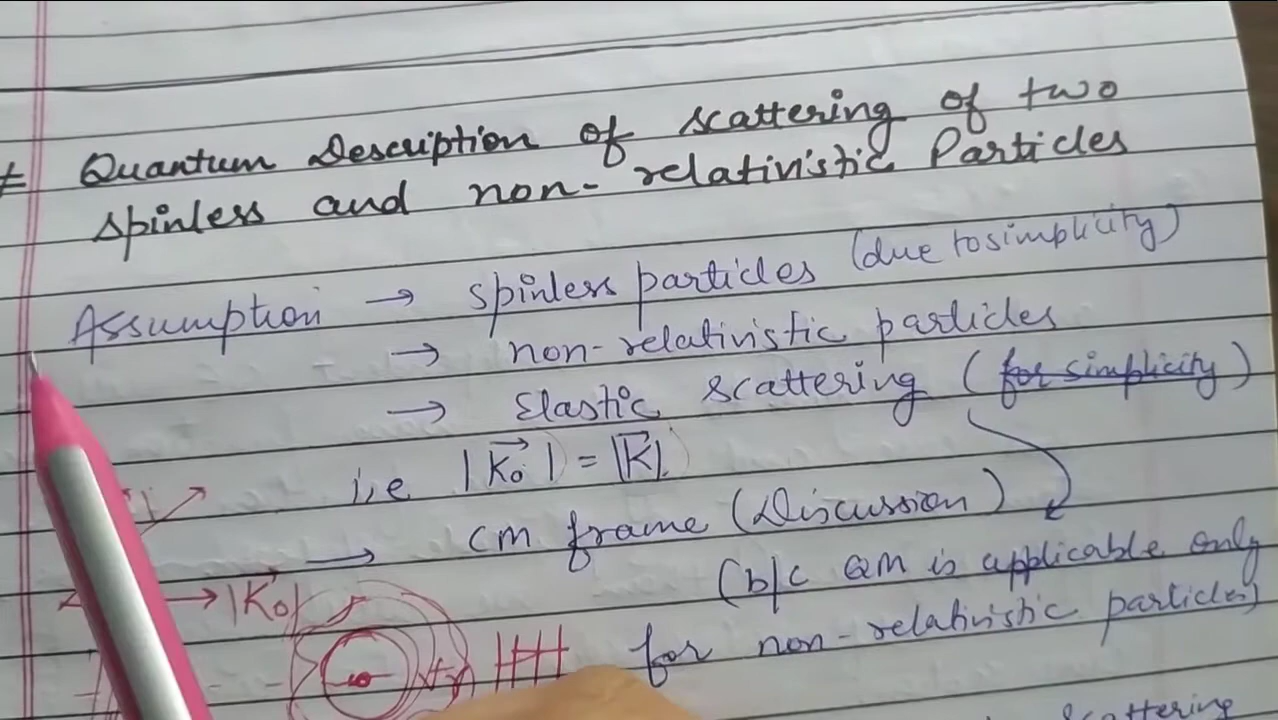 ≠ Quantum Description of scattering of two
spinless and non-relativistic Particles
Assumption → spinless particles (due to simplicity)
→ non-relativistic particles
→ Elastic scattering (for simplicity)
i,e |K₀⃗| = |K⃗|.
→ CM frame (Discussion)
(b/c QM is applicable only
→ |K₀⃗|
for non-relativistic particles)
scattering